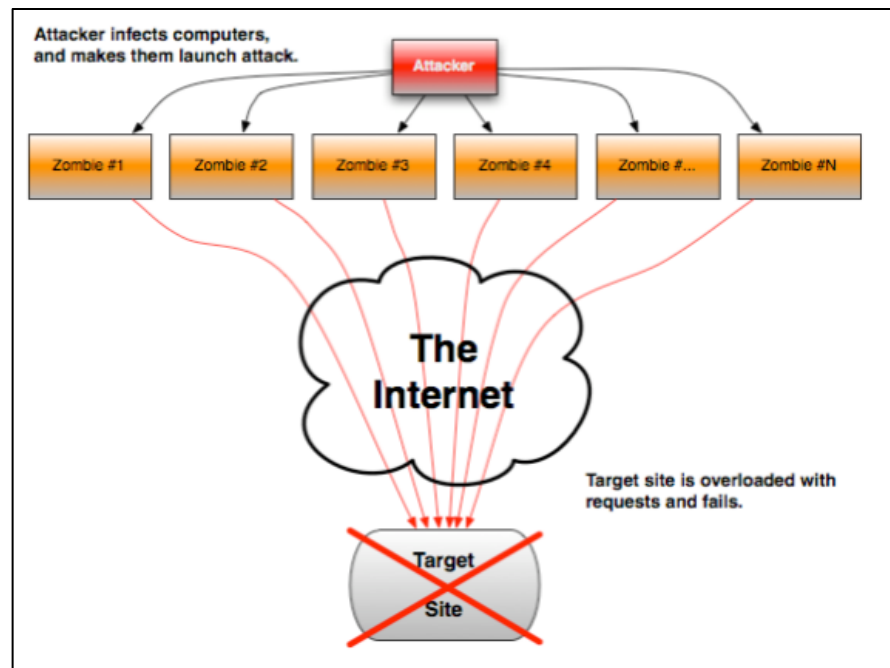 Attacker infects computers,
and makes them launch attack.
Attacker
Zombie #1
Zombie #2
Zombie #3
Zombie #4
Zombie #...
Zombie #N
The
Internet
Target site is overloaded with
requests and fails.
Target
Site